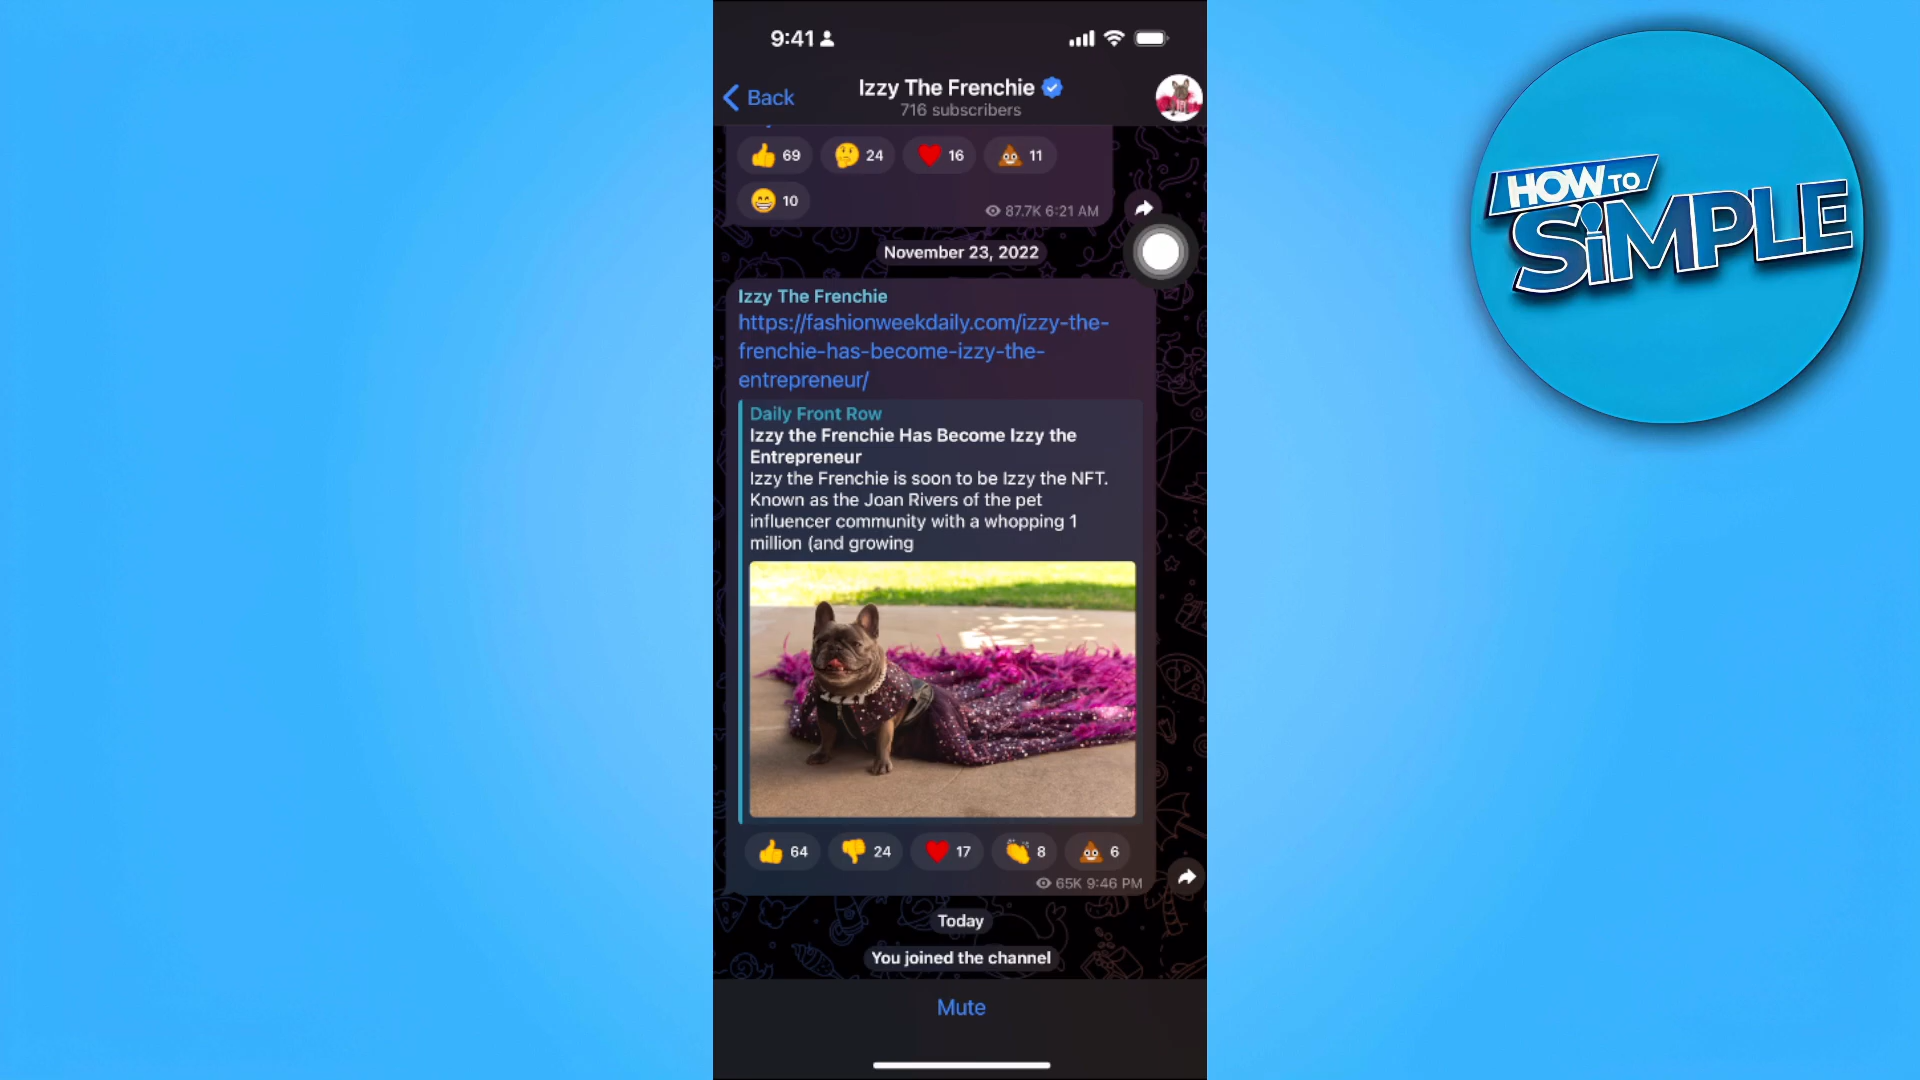 9:41
Back
Izzy The Frenchie
716 subscribers
69
24
16
11
10
87.7K 6:21 AM
November 23, 2022
Izzy The Frenchie
https://fashionweekdaily.com/izzy-the-
frenchie-has-become-izzy-the-
entrepreneur/
Daily Front Row
Izzy the Frenchie Has Become Izzy the
Entrepreneur
Izzy the Frenchie is soon to be Izzy the NFT.
Known as the Joan Rivers of the pet
influencer community with a whopping 1
million (and growing
64
24
17
8
6
65K 9:46 PM
Today
You joined the channel
Mute
HOW TO
SiMPLE